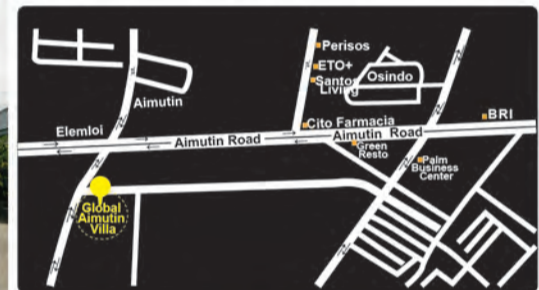 Perisos
ETO+
Santos
Living
Osindo
Aimutin
BRI
Cito Farmacia
Elemloi
Aimutin Road
Aimutin Road
Green
Resto
Palm
Business
Center
Global
Aimutin
Villa